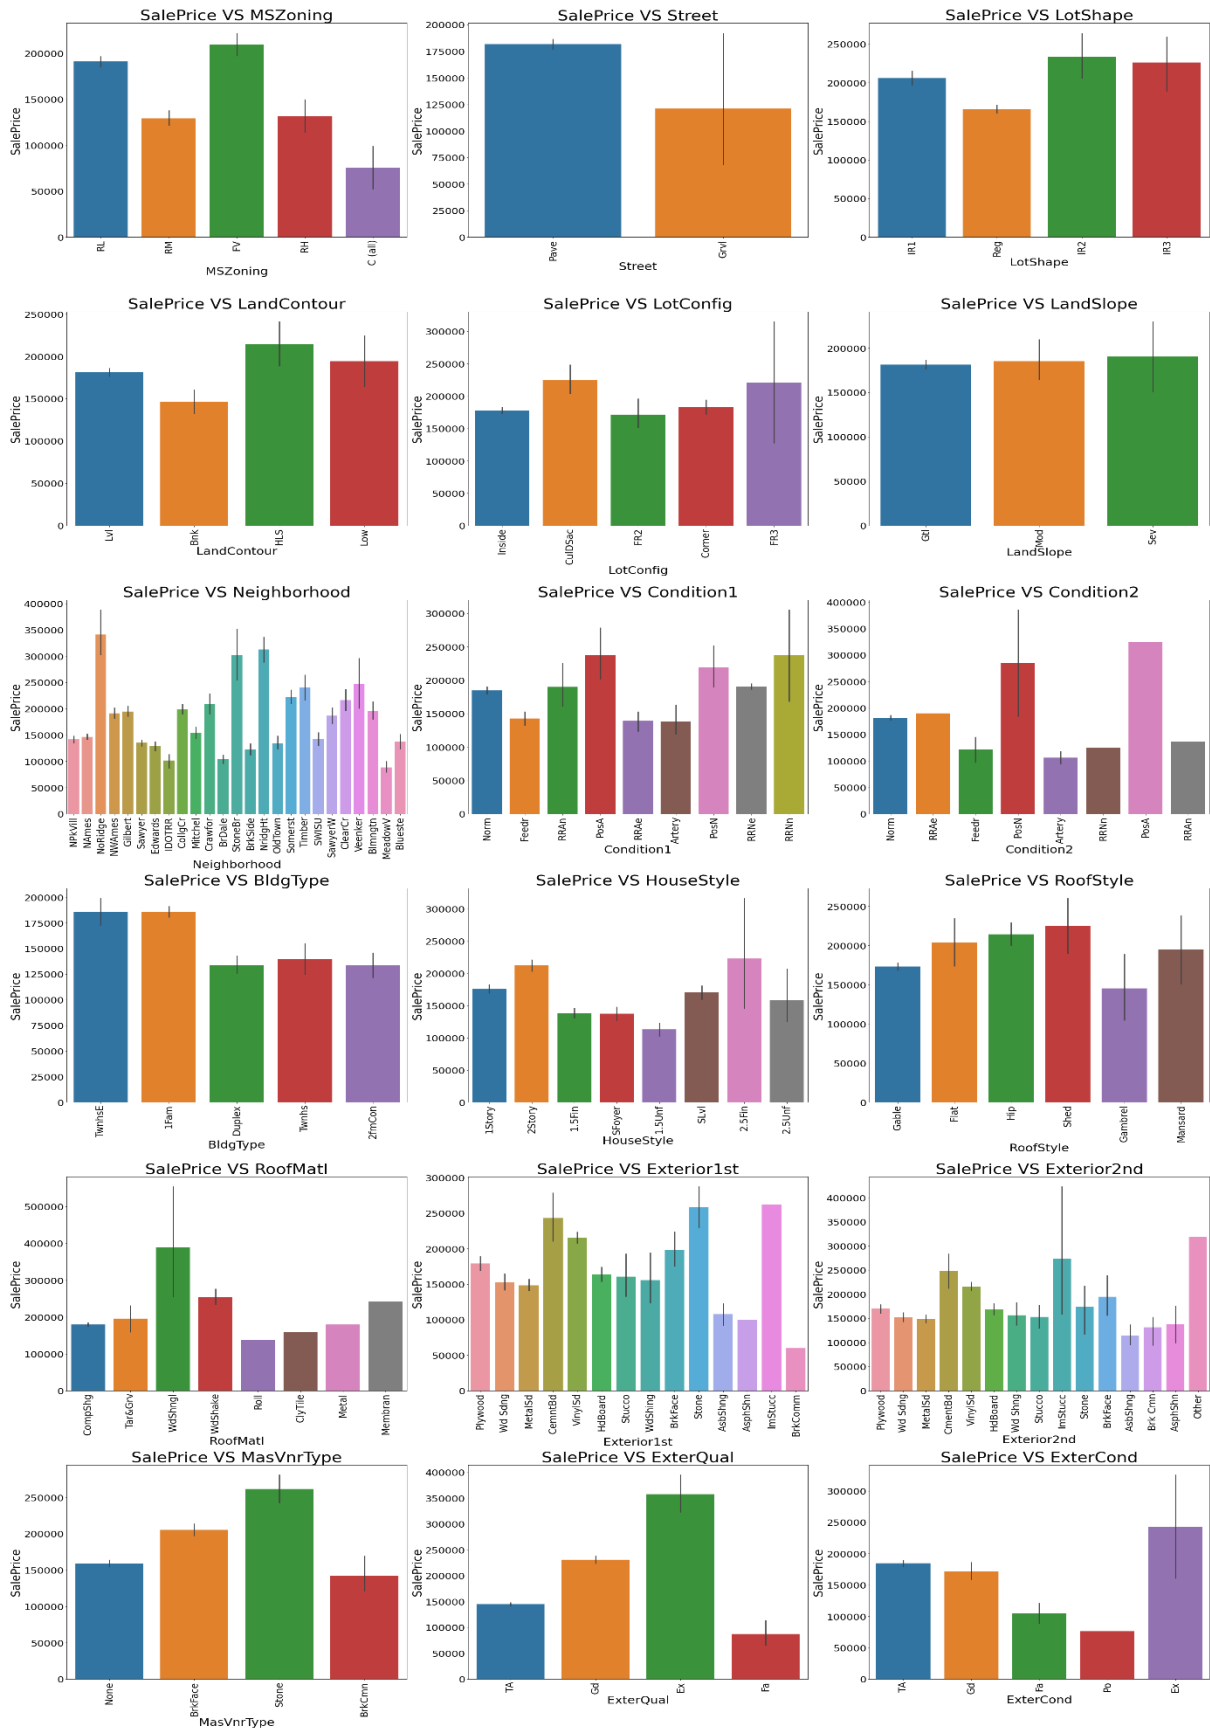 SalePrice VS MSZoning
SalePrice
200000
150000
100000
50000
0
RL
RM
FV
RH
C (all)
MSZoning
SalePrice VS Street
SalePrice
200000
175000
150000
125000
100000
75000
50000
25000
0
Pave
Grvl
Street
SalePrice VS LotShape
SalePrice
250000
200000
150000
100000
50000
0
IR1
Reg
IR2
IR3
LotShape
SalePrice VS LandContour
SalePrice
250000
200000
150000
100000
50000
0
Lvl
Bnk
HLS
Low
LandContour
SalePrice VS LotConfig
SalePrice
300000
250000
200000
150000
100000
50000
0
Inside
CulDSac
FR2
Corner
FR3
LotConfig
SalePrice VS LandSlope
SalePrice
200000
150000
100000
50000
0
Gtl
Mod
Sev
LandSlope
SalePrice VS Neighborhood
SalePrice
400000
350000
300000
250000
200000
150000
100000
50000
0
NPkVill
NAmes
NoRidge
NWAmes
Gilbert
Sawyer
Edwards
IDOTRR
CollgCr
Mitchel
Crawfor
BrDale
StoneBr
BrkSide
NridgHt
OldTown
Somerst
Timber
SWISU
SawyerW
ClearCr
Veenker
Blmngtn
MeadowV
Blueste
Neighborhood
SalePrice VS Condition1
SalePrice
300000
250000
200000
150000
100000
50000
0
Norm
Feedr
RRAn
PosA
RRAe
Artery
PosN
RRNe
RRNn
Condition1
SalePrice VS Condition2
SalePrice
400000
350000
300000
250000
200000
150000
100000
50000
0
Norm
RRAe
Feedr
PosN
Artery
RRNn
PosA
RRAn
Condition2
SalePrice VS BldgType
SalePrice
200000
175000
150000
125000
100000
75000
50000
25000
0
TwnhsE
1Fam
Duplex
Twnhs
2fmCon
BldgType
SalePrice VS HouseStyle
SalePrice
300000
250000
200000
150000
100000
50000
0
1Story
2Story
1.5Fin
SFoyer
1.5Unf
SLvl
2.5Fin
2.5Unf
HouseStyle
SalePrice VS RoofStyle
SalePrice
250000
200000
150000
100000
50000
0
Gable
Flat
Hip
Shed
Gambrel
Mansard
RoofStyle
SalePrice VS RoofMatl
SalePrice
500000
400000
300000
200000
100000
0
CompShg
Tar&Grv
WdShngl
WdShake
Roll
ClyTile
Metal
Membran
RoofMatl
SalePrice VS Exterior1st
SalePrice
300000
250000
200000
150000
100000
50000
0
Plywood
Wd Sdng
MetalSd
CemntBd
VinylSd
HdBoard
Stucco
WdShing
BrkFace
Stone
AsbShng
AsphShn
ImStucc
BrkComm
Exterior1st
SalePrice VS Exterior2nd
SalePrice
400000
350000
300000
250000
200000
150000
100000
50000
0
Plywood
Wd Sdng
MetalSd
CmentBd
VinylSd
HdBoard
Wd Shng
Stucco
ImStucc
Stone
BrkFace
AsbShng
Brk Cmn
AsphShn
Other
Exterior2nd
SalePrice VS MasVnrType
SalePrice
250000
200000
150000
100000
50000
0
None
BrkFace
Stone
BrkCmn
MasVnrType
SalePrice VS ExterQual
SalePrice
400000
350000
300000
250000
200000
150000
100000
50000
0
TA
Gd
Ex
Fa
ExterQual
SalePrice VS ExterCond
SalePrice
300000
250000
200000
150000
100000
50000
0
TA
Gd
Fa
Po
Ex
ExterCond